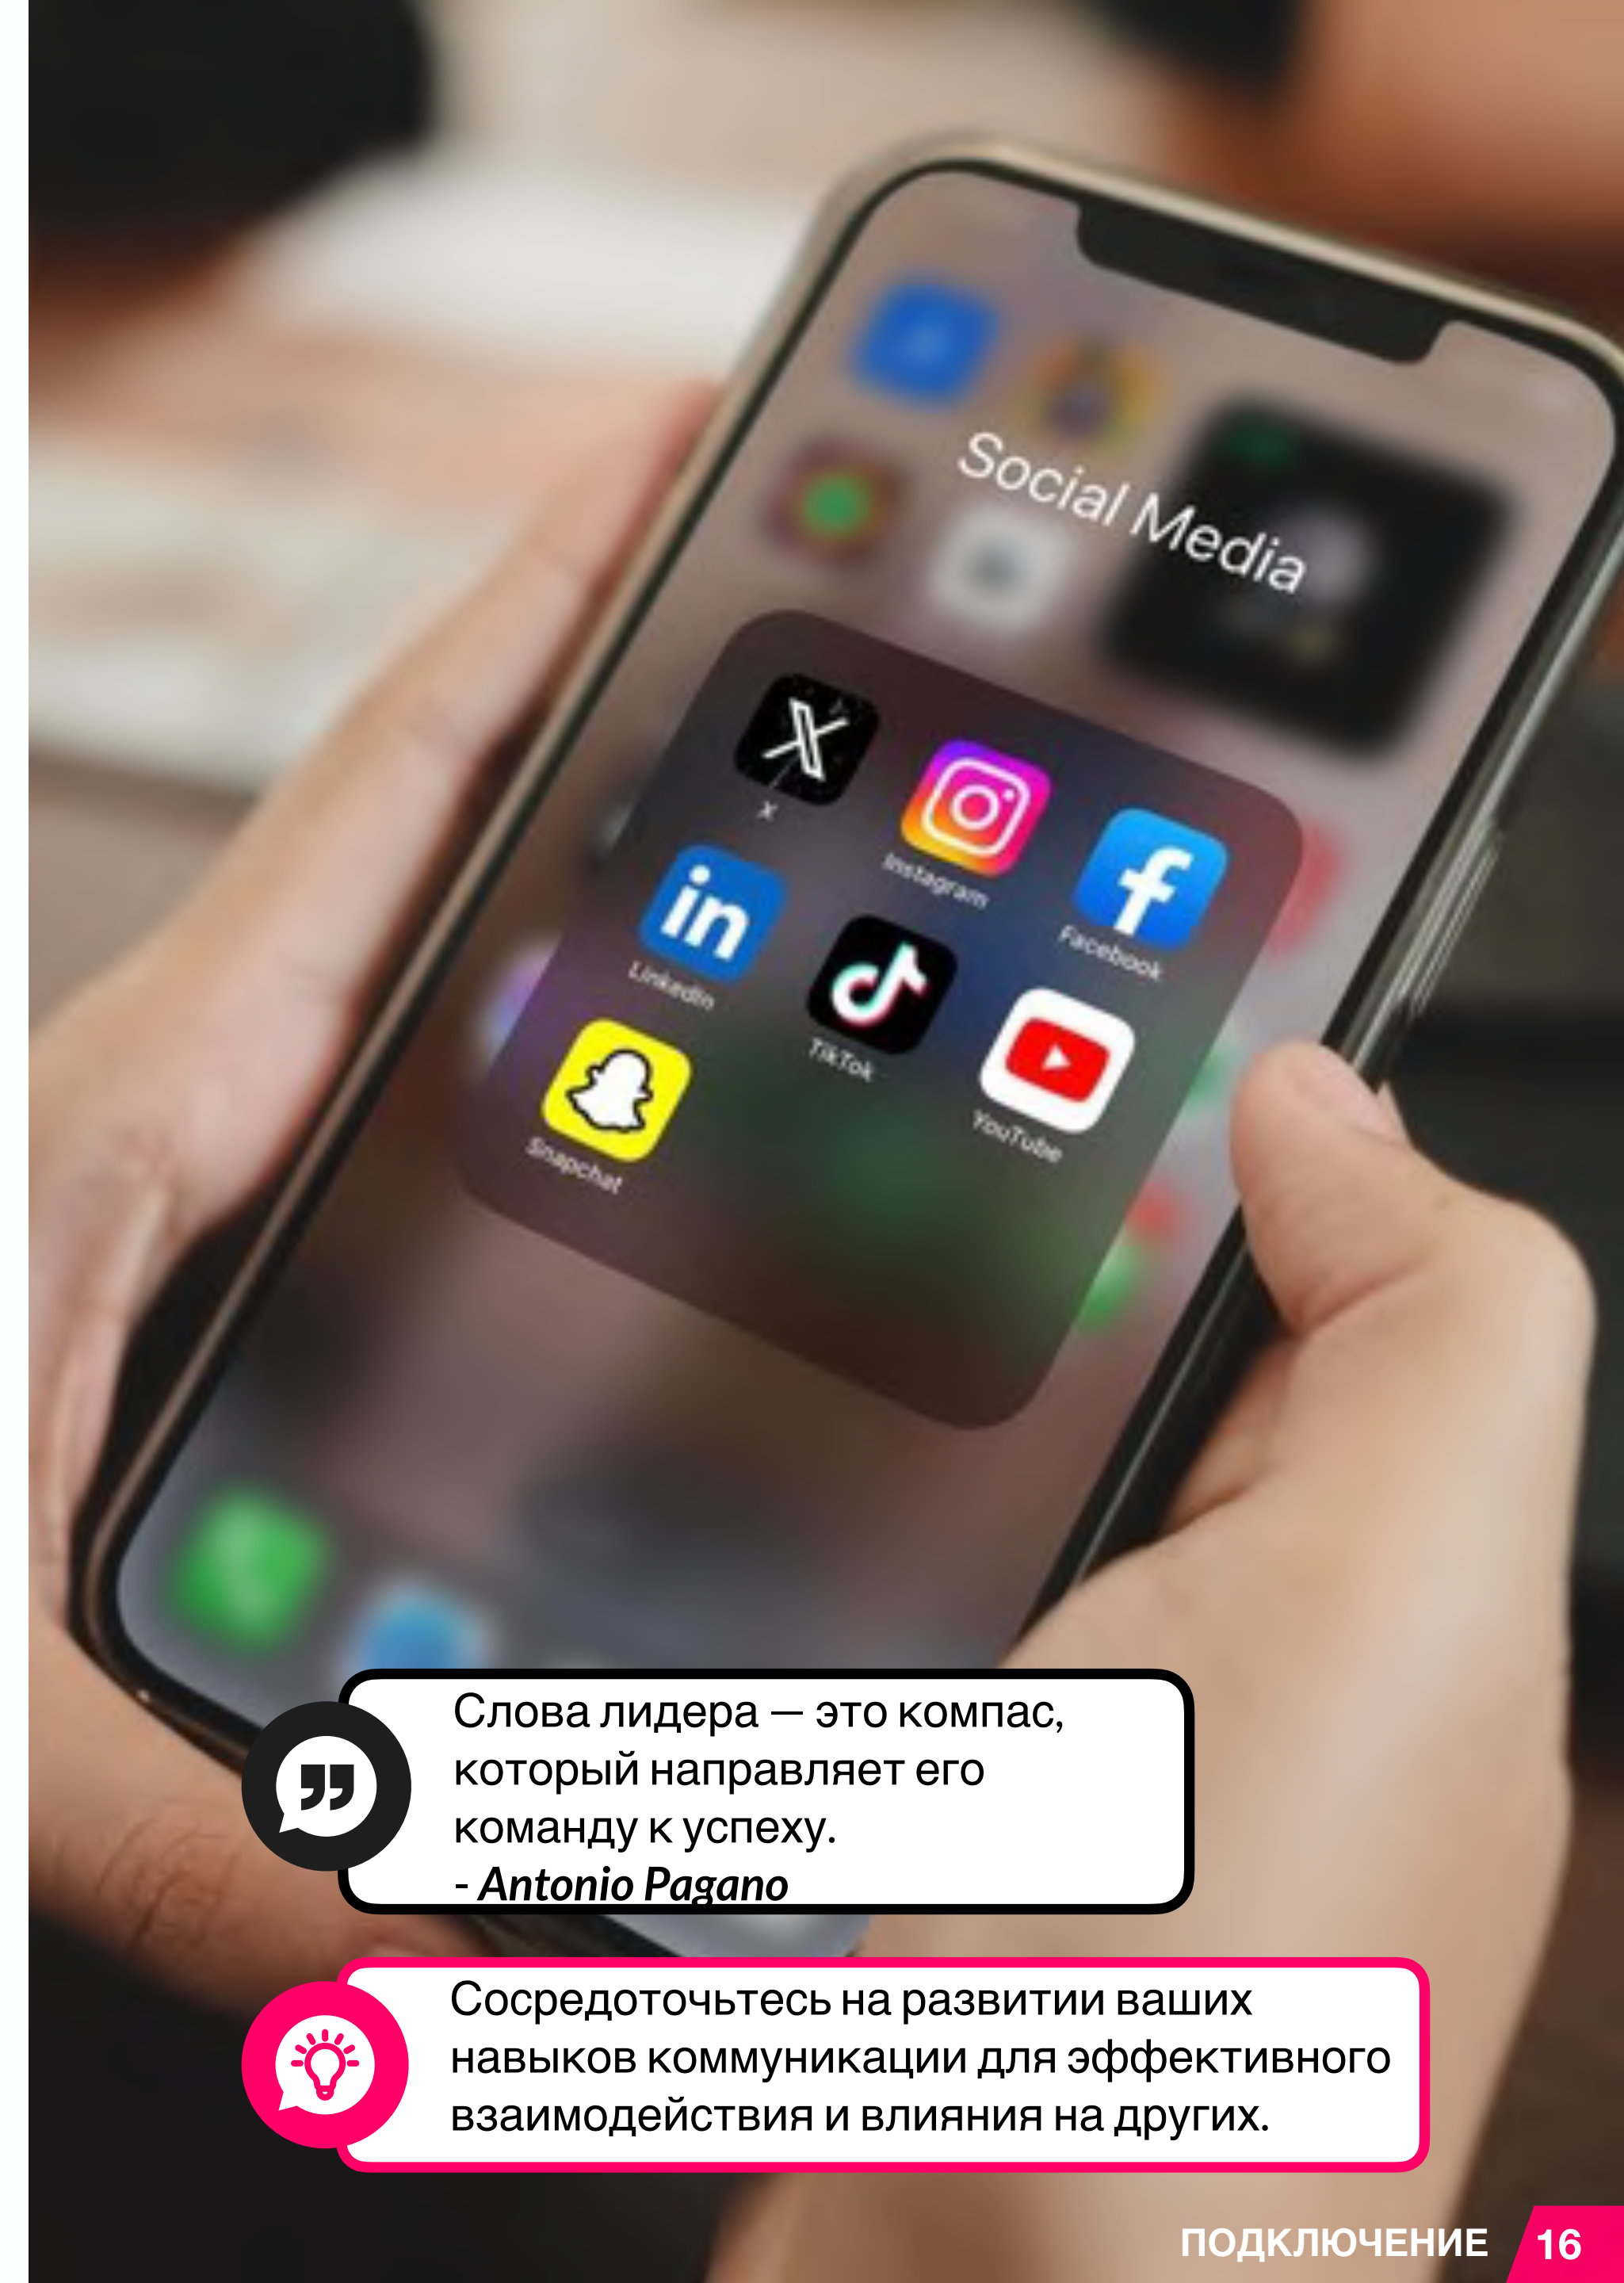 Social Media
X
Instagram
Facebook
LinkedIn
TikTok
YouTube
Snapchat
Слова лидера — это компас,
который направляет его
команду к успеху.
- Antonio Pagano
Сосредоточьтесь на развитии ваших
навыков коммуникации для эффективного
взаимодействия и влияния на других.
ПОДКЛЮЧЕНИЕ 16